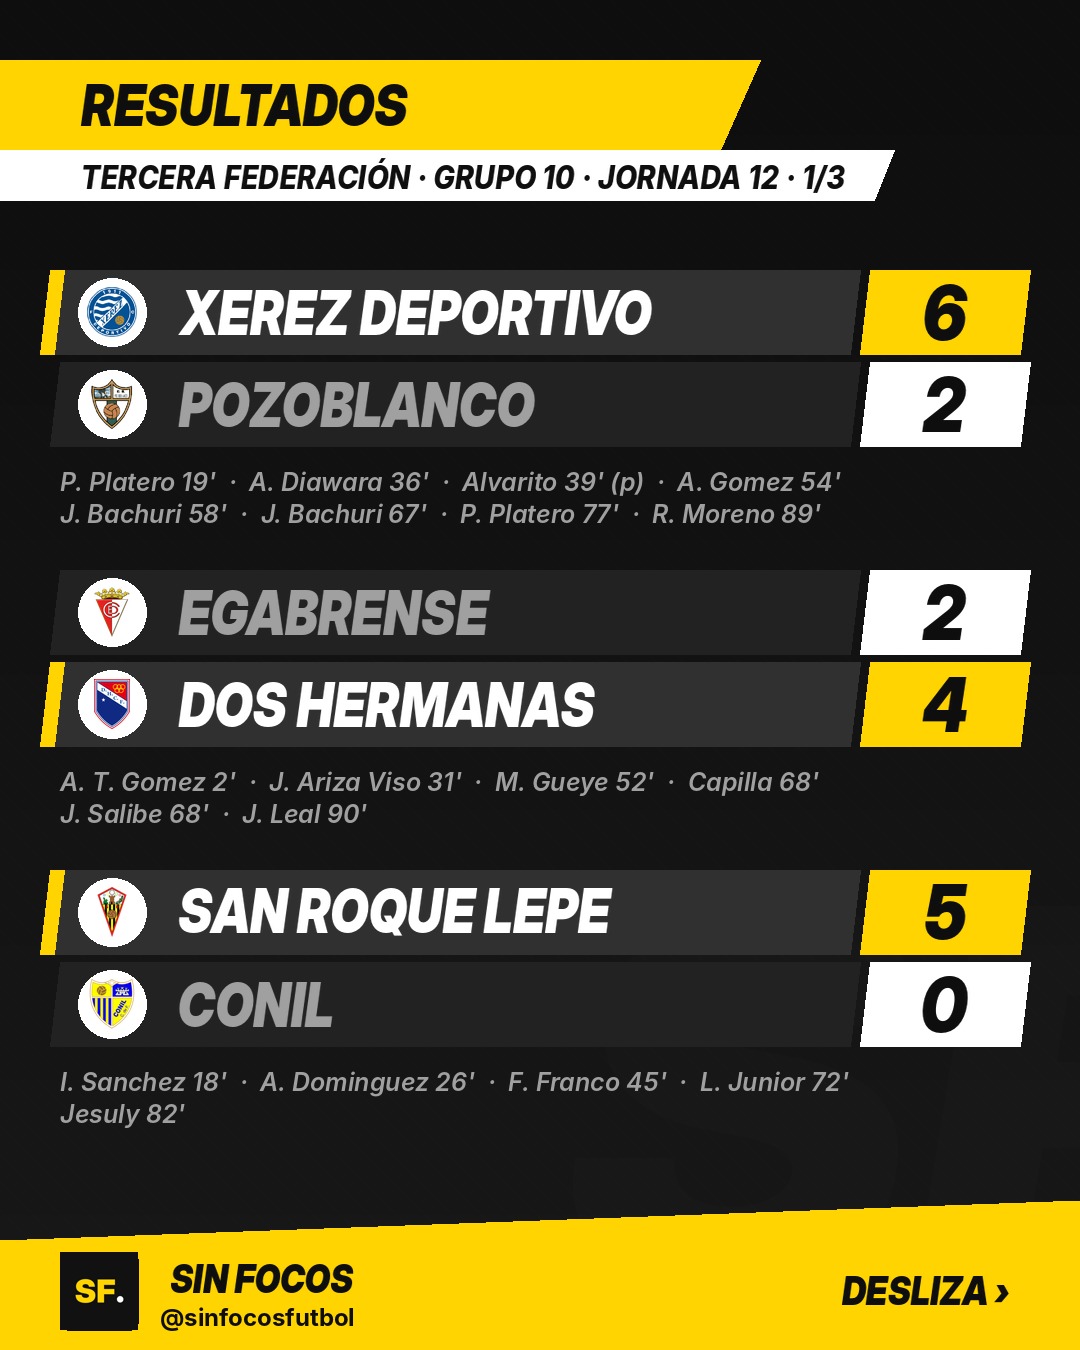 RESULTADOS
TERCERA FEDERACIÓN · GRUPO 10 · JORNADA 12 · 1/3
XEREZ DEPORTIVO 6
POZOBLANCO 2
P. Platero 19' · A. Diawara 36' · Alvarito 39' (p) · A. Gomez 54'
J. Bachuri 58' · J. Bachuri 67' · P. Platero 77' · R. Moreno 89'
EGABRENSE 2
DOS HERMANAS 4
A. T. Gomez 2' · J. Ariza Viso 31' · M. Gueye 52' · Capilla 68'
J. Salibe 68' · J. Leal 90'
SAN ROQUE LEPE 5
CONIL 0
I. Sanchez 18' · A. Dominguez 26' · F. Franco 45' · L. Junior 72'
Jesuly 82'
SF.
SIN FOCOS
@sinfocosfutbol
DESLIZA ›